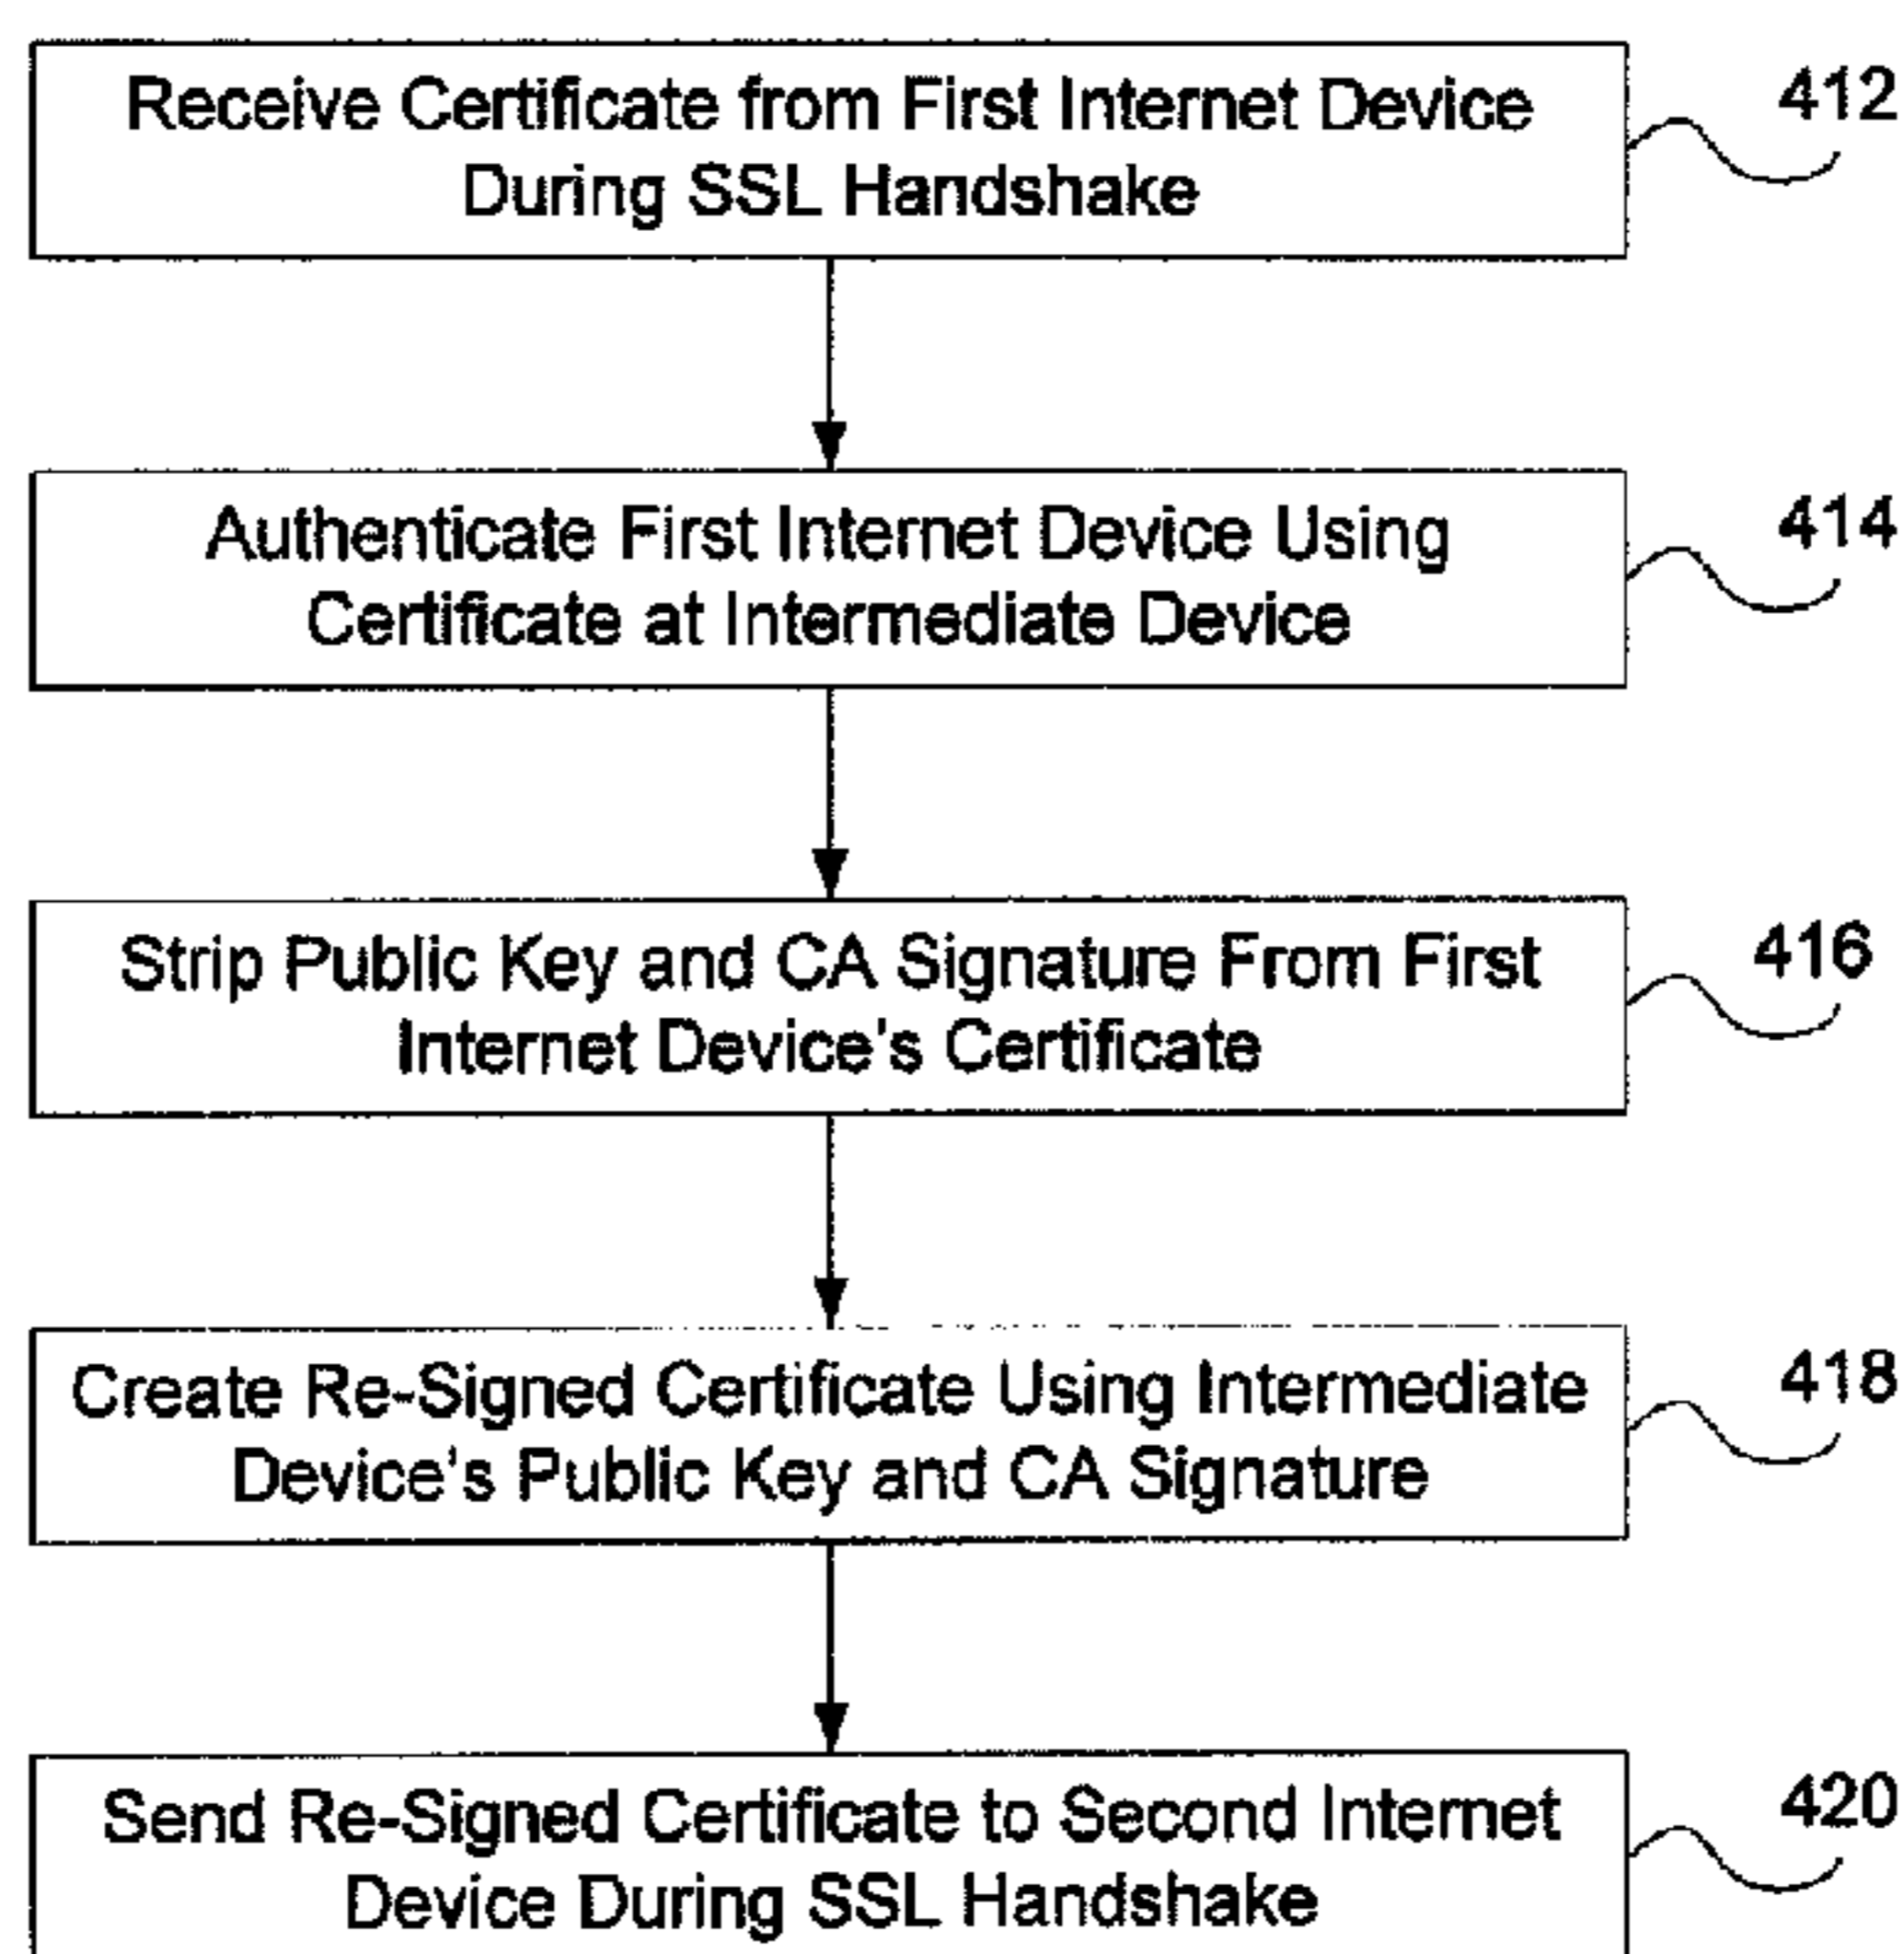 Receive Certificate from First Internet Device
During SSL Handshake
412
Authenticate First Internet Device Using
Certificate at Intermediate Device
414
Strip Public Key and CA Signature From First
Internet Device's Certificate
416
Create Re-Signed Certificate Using Intermediate
Device's Public Key and CA Signature
418
Send Re-Signed Certificate to Second Internet
Device During SSL Handshake
420